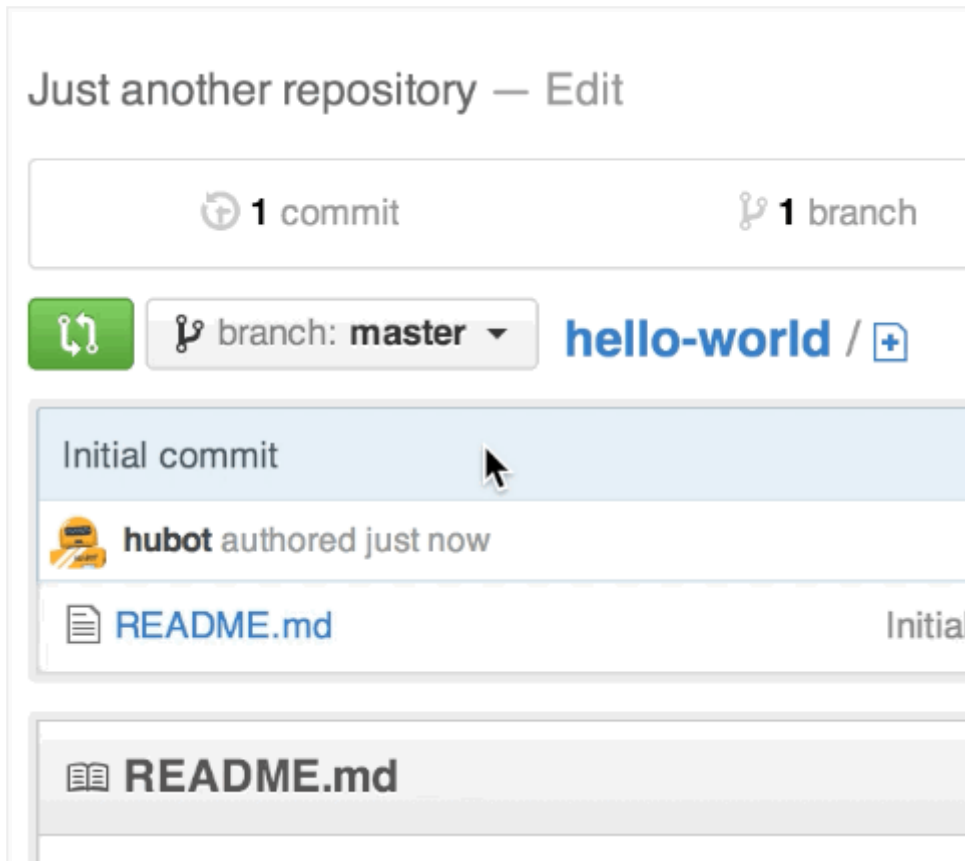 Just another repository — Edit
1 commit 1 branch
branch: master hello-world /
Initial commit
hubot authored just now
README.md Initial
README.md